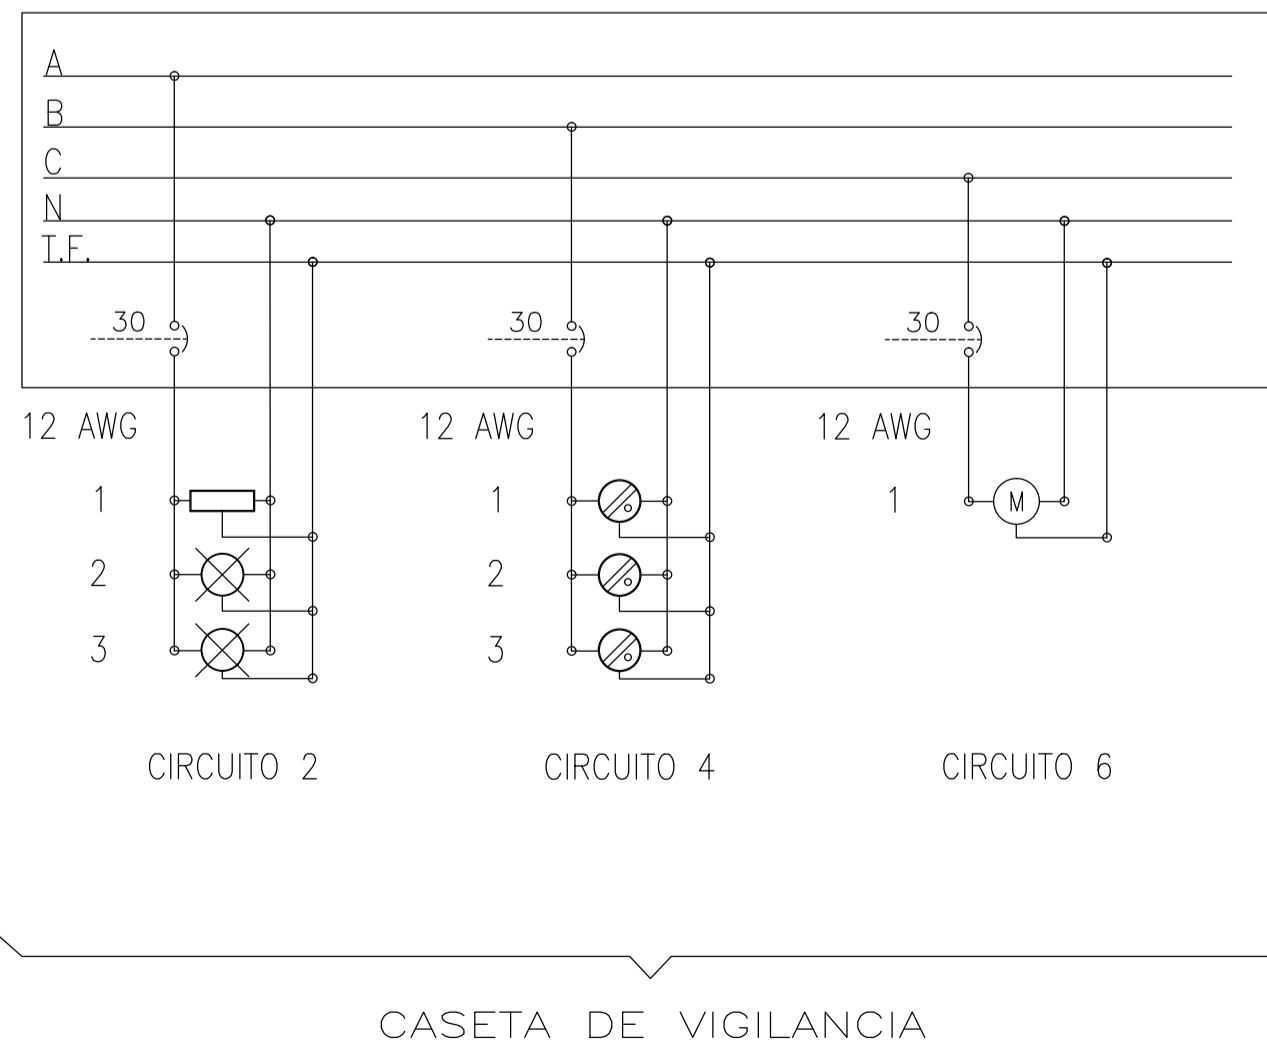 A
B
C
N
T.F.
30 30 30
12 AWG 12 AWG 12 AWG
1 1 1 M
2 2
3 3
CIRCUITO 2 CIRCUITO 4 CIRCUITO 6
CASETA DE VIGILANCIA